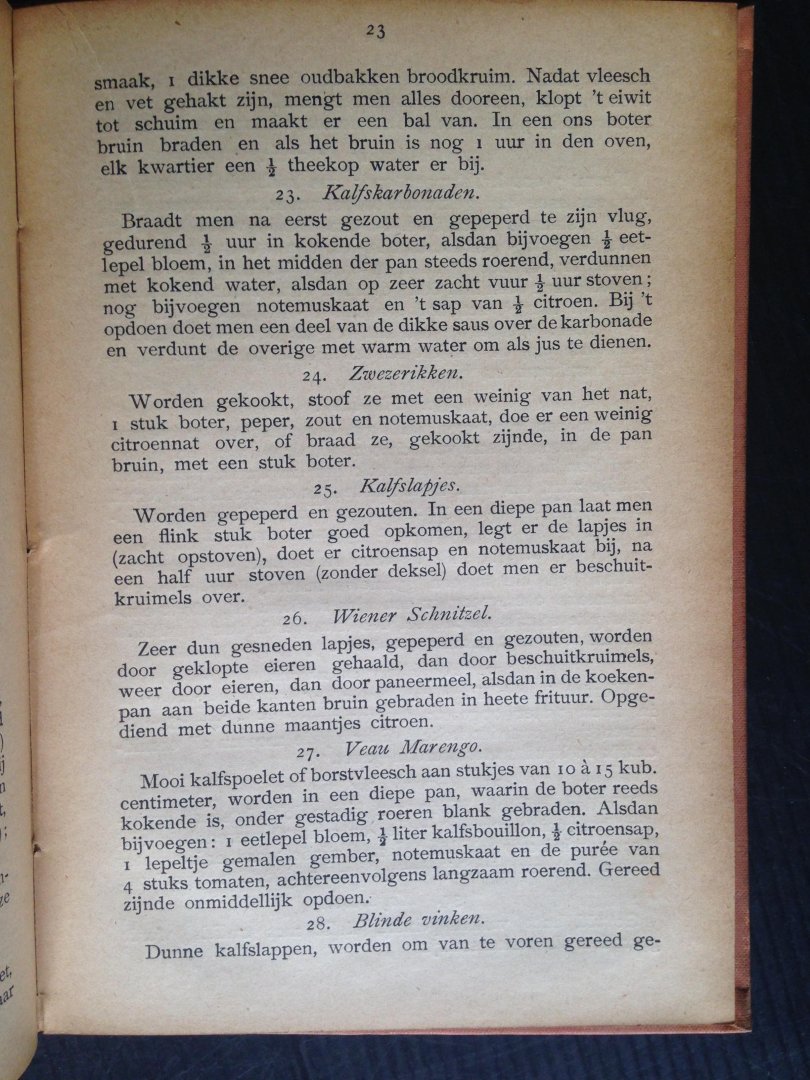 23
smaak, 1 dikke snee oudbakken broodkruim. Nadat vleesch
en vet gehakt zijn, mengt men alles dooreen, klopt 't eiwit
tot schuim en maakt er een bal van. In een ons boter
bruin braden en als het bruin is nog 1 uur in den oven,
elk kwartier een ½ theekop water er bij.
23. Kalfskarbonaden.
Braadt men na eerst gezout en gepeperd te zijn vlug,
gedurend ½ uur in kokende boter, alsdan bijvoegen ½ eet-
lepel bloem, in het midden der pan steeds roerend, verdunnen
met kokend water, alsdan op zeer zacht vuur ½ uur stoven;
nog bijvoegen notemuskaat en 't sap van ½ citroen. Bij 't
opdoen doet men een deel van de dikke saus over de karbonade
en verdunt de overige met warm water om als jus te dienen.
24. Zwezerikken.
Worden gekookt, stoof ze met een weinig van het nat,
1 stuk boter, peper, zout en notemuskaat, doe er een weinig
citroennat over, of braad ze, gekookt zijnde, in de pan
bruin, met een stuk boter.
25. Kalfslapjes.
Worden gepeperd en gezouten. In een diepe pan laat men
een flink stuk boter goed opkomen, legt er de lapjes in
(zacht opstoven), doet er citroensap en notemuskaat bij, na
een half uur stoven (zonder deksel) doet men er beschuit-
kruimels over.
26. Wiener Schnitzel.
Zeer dun gesneden lapjes, gepeperd en gezouten, worden
door geklopte eieren gehaald, dan door beschuitkruimels,
weer door eieren, dan door paneermeel, alsdan in de koeken-
pan aan beide kanten bruin gebraden in heete frituur. Opge-
diend met dunne maantjes citroen.
27. Veau Marengo.
Mooi kalfspoelet of borstvleesch aan stukjes van 10 à 15 kub.
centimeter, worden in een diepe pan, waarin de boter reeds
kokende is, onder gestadig roeren blank gebraden. Alsdan
bijvoegen: 1 eetlepel bloem, ½ liter kalfsbouillon, ½ citroensap,
1 lepeltje gemalen gember, notemuskaat en de purée van
4 stuks tomaten, achtereenvolgens langzaam roerend. Gereed
zijnde onmiddellijk opdoen.
28. Blinde vinken.
Dunne kalfslappen, worden om van te voren gereed ge-